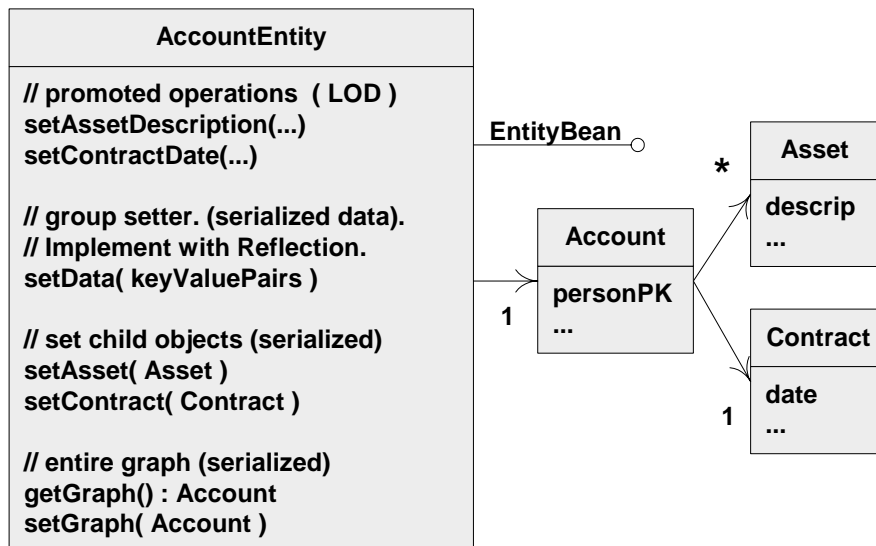 AccountEntity
// promoted operations ( LOD )
setAssetDescription(...)
setContractDate(...)
// group setter. (serialized data).
// Implement with Reflection.
setData( keyValuePairs )
// set child objects (serialized)
setAsset( Asset )
setContract( Contract )
// entire graph (serialized)
getGraph() : Account
setGraph( Account )
EntityBean
1
Account
personPK
...
*
Asset
descrip
...
1
Contract
date
...